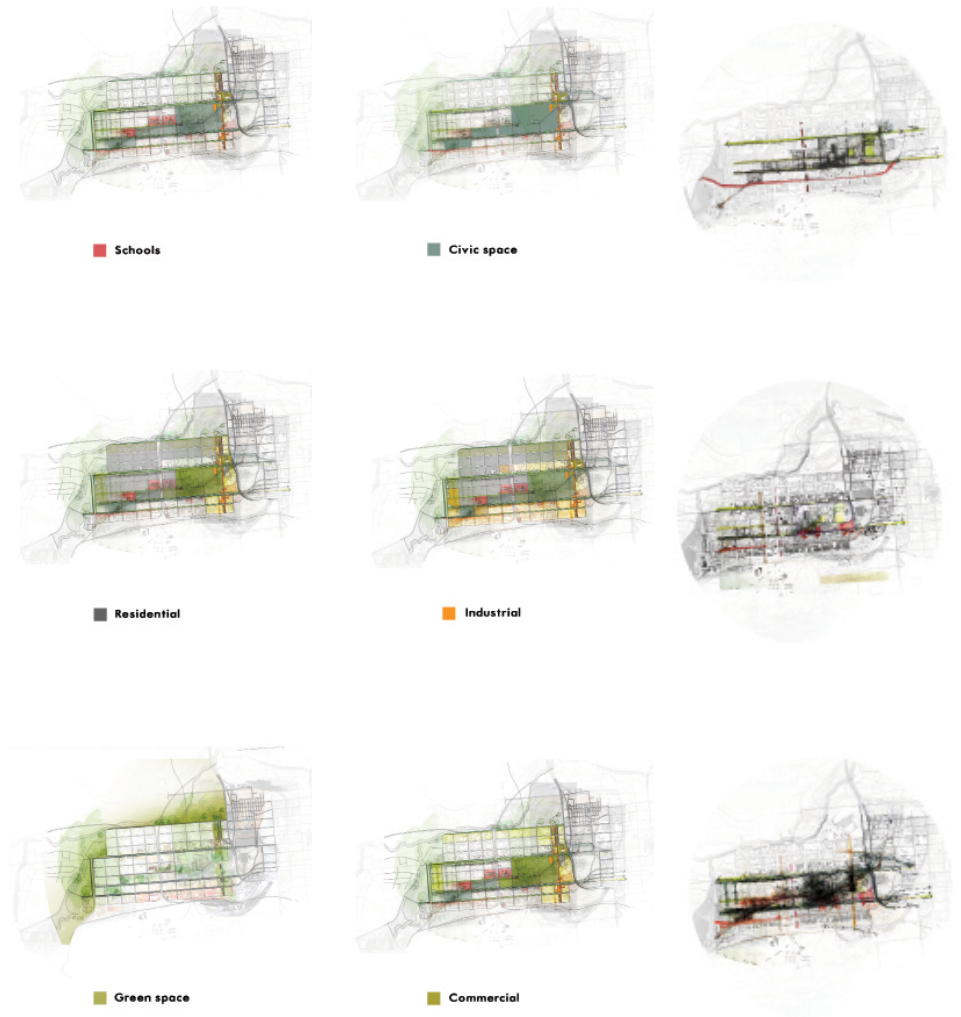 Schools
Civic space
Residential
Industrial
Green space
Commercial